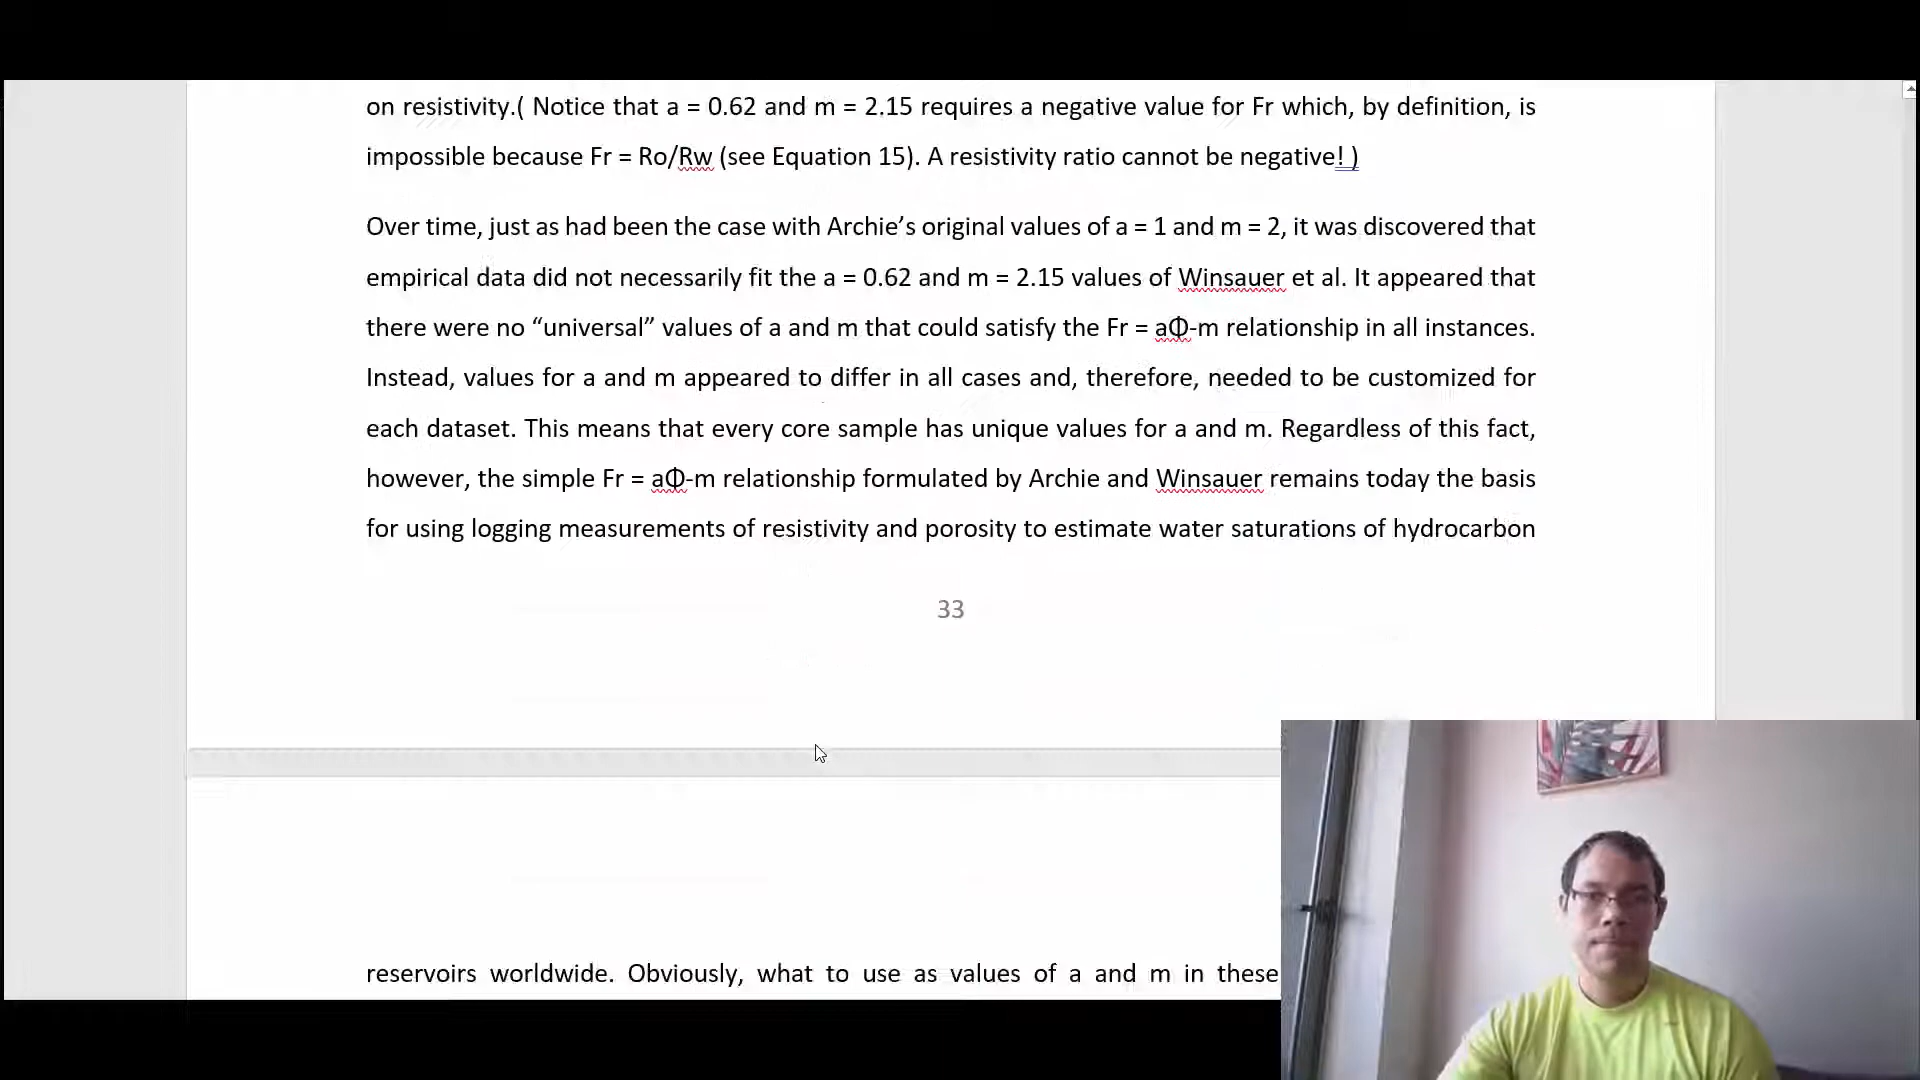 on resistivity.( Notice that a = 0.62 and m = 2.15 requires a negative value for Fr which, by definition, is
impossible because Fr = Ro/Rw (see Equation 15). A resistivity ratio cannot be negative! )
Over time, just as had been the case with Archie’s original values of a = 1 and m = 2, it was discovered that
empirical data did not necessarily fit the a = 0.62 and m = 2.15 values of Winsauer et al. It appeared that
there were no “universal” values of a and m that could satisfy the Fr = aΦ-m relationship in all instances.
Instead, values for a and m appeared to differ in all cases and, therefore, needed to be customized for
each dataset. This means that every core sample has unique values for a and m. Regardless of this fact,
however, the simple Fr = aΦ-m relationship formulated by Archie and Winsauer remains today the basis
for using logging measurements of resistivity and porosity to estimate water saturations of hydrocarbon
33
reservoirs worldwide. Obviously, what to use as values of a and m in these